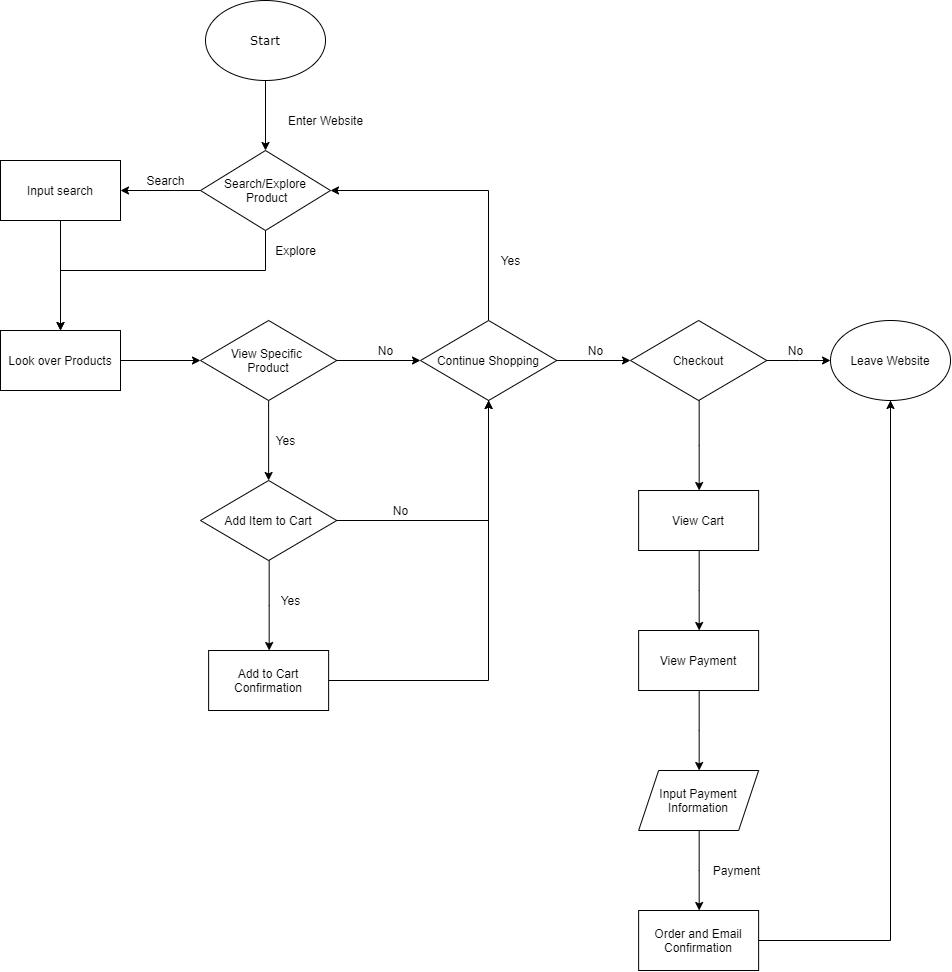 Start
Enter Website
Search/Explore
Product
Search
Input search
Explore
Yes
Look over Products
View Specific
Product
No
Continue Shopping
No
Checkout
No
Leave Website
Yes
Add Item to Cart
No
View Cart
Yes
Add to Cart
Confirmation
View Payment
Input Payment
Information
Payment
Order and Email
Confirmation